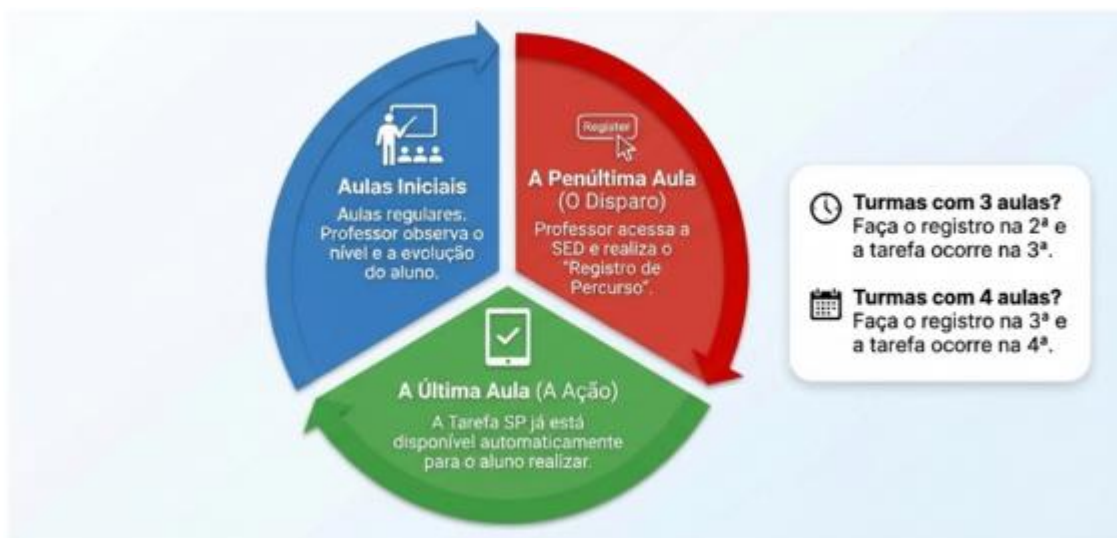 Aulas Iniciais
Aulas regulares.
Professor observa o
nível e a evolução
do aluno.
Register
A Penúltima Aula
(O Disparo)
Professor acessa a
SED e realiza o
"Registro de
Percurso".
A Última Aula (A Ação)
A Tarefa SP já está
disponível automaticamente
para o aluno realizar.
Turmas com 3 aulas?
Faça o registro na 2ª e
a tarefa ocorre na 3ª.
Turmas com 4 aulas?
Faça o registro na 3ª e
a tarefa ocorre na 4ª.